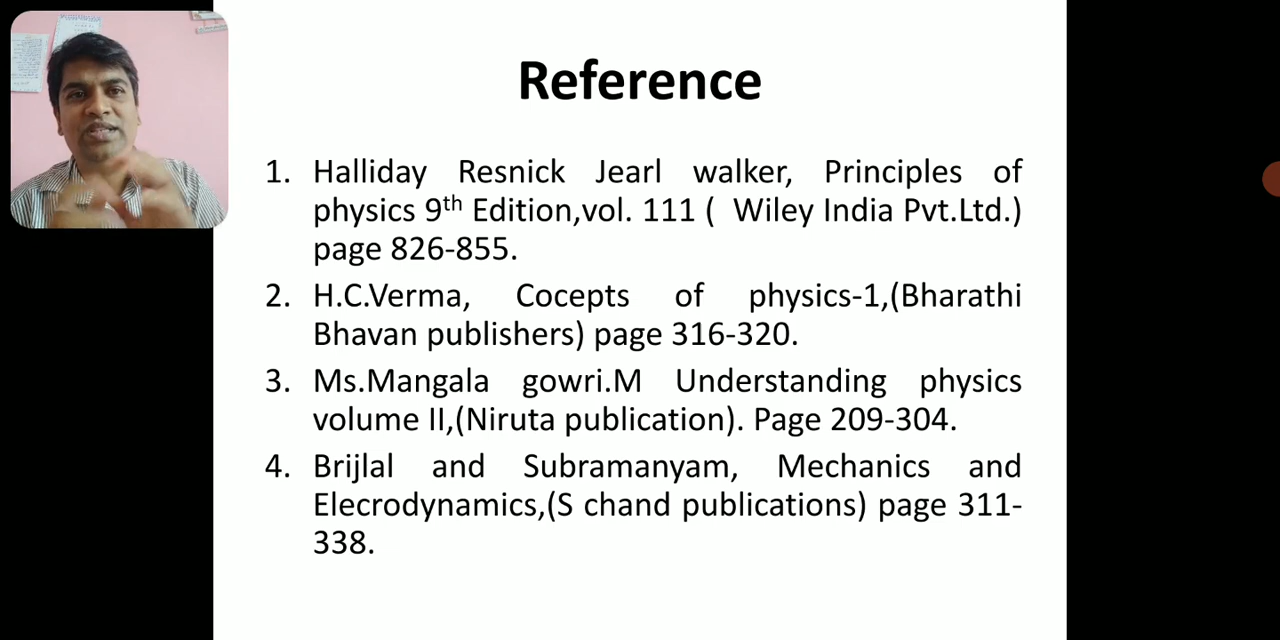 Reference
1. Halliday Resnick Jearl walker, Principles of
physics 9th Edition,vol. 111 ( Wiley India Pvt.Ltd.)
page 826-855.
2. H.C.Verma, Cocepts of physics-1,(Bharathi
Bhavan publishers) page 316-320.
3. Ms.Mangala gowri.M Understanding physics
volume II,(Niruta publication). Page 209-304.
4. Brijlal and Subramanyam, Mechanics and
Elecrodynamics,(S chand publications) page 311-
338.